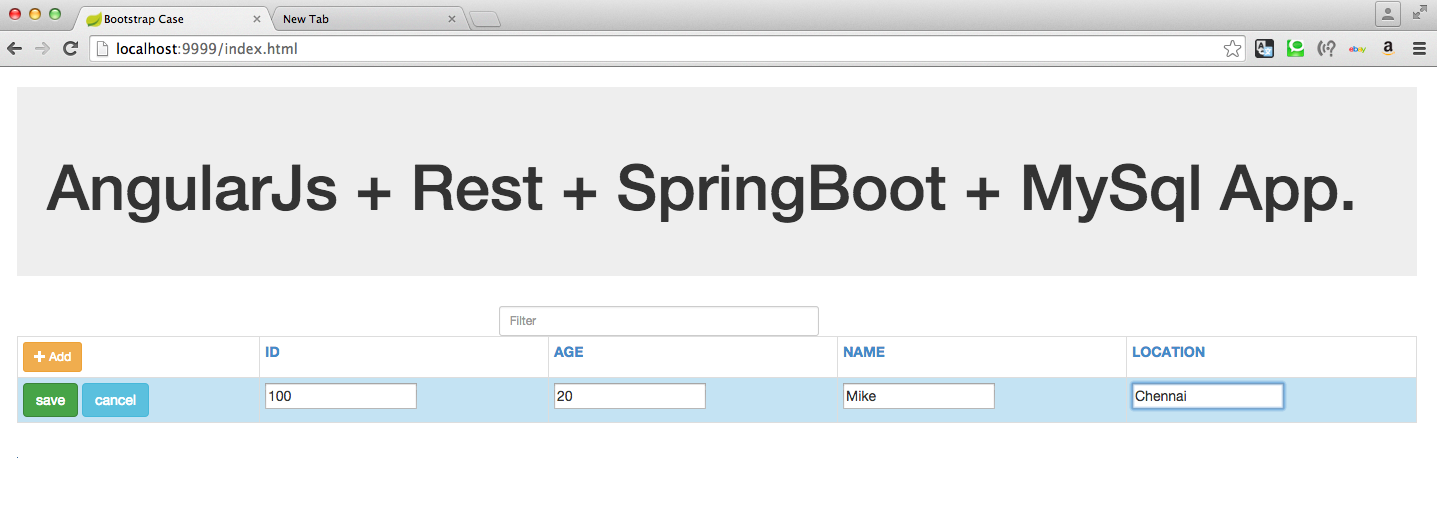 Bootstrap Case
New Tab
localhost:9999/index.html
ebay
a
AngularJs + Rest + SpringBoot + MySql App.
Filter
+ Add ID AGE NAME LOCATION
save cancel 100 20 Mike Chennai